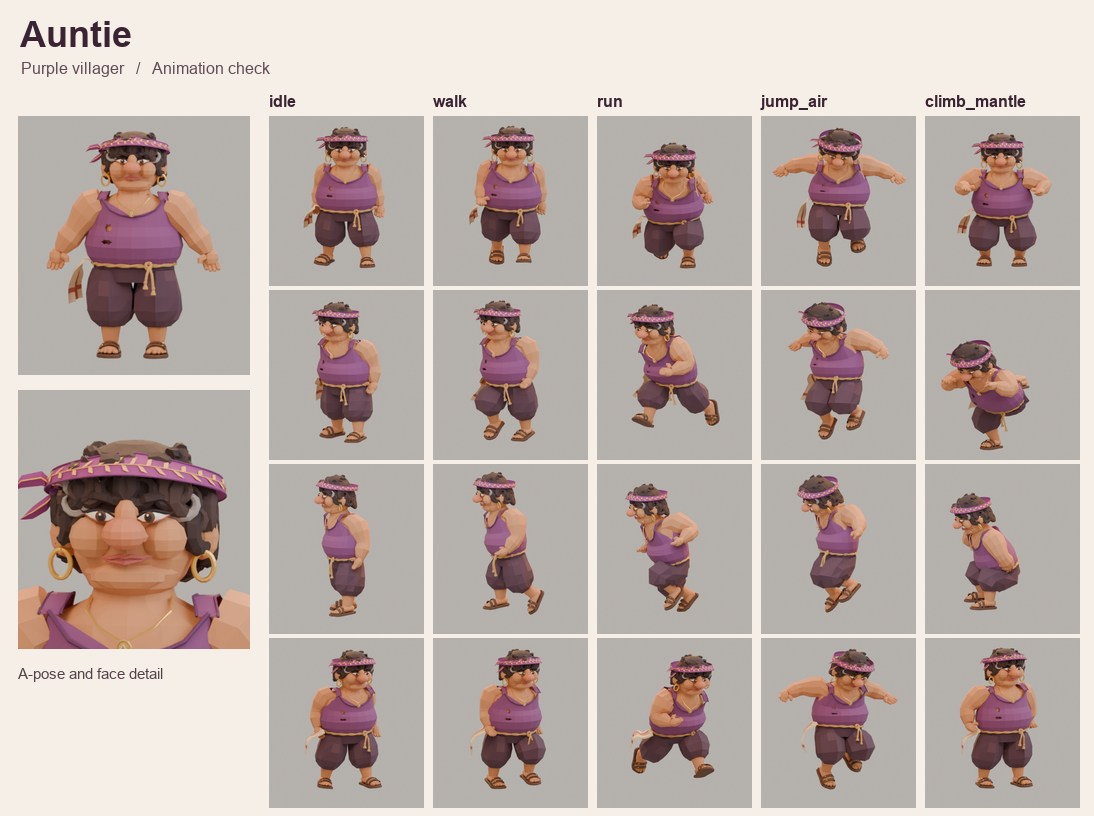 Auntie
Purple villager / Animation check
idle walk run jump_air climb_mantle
A-pose and face detail